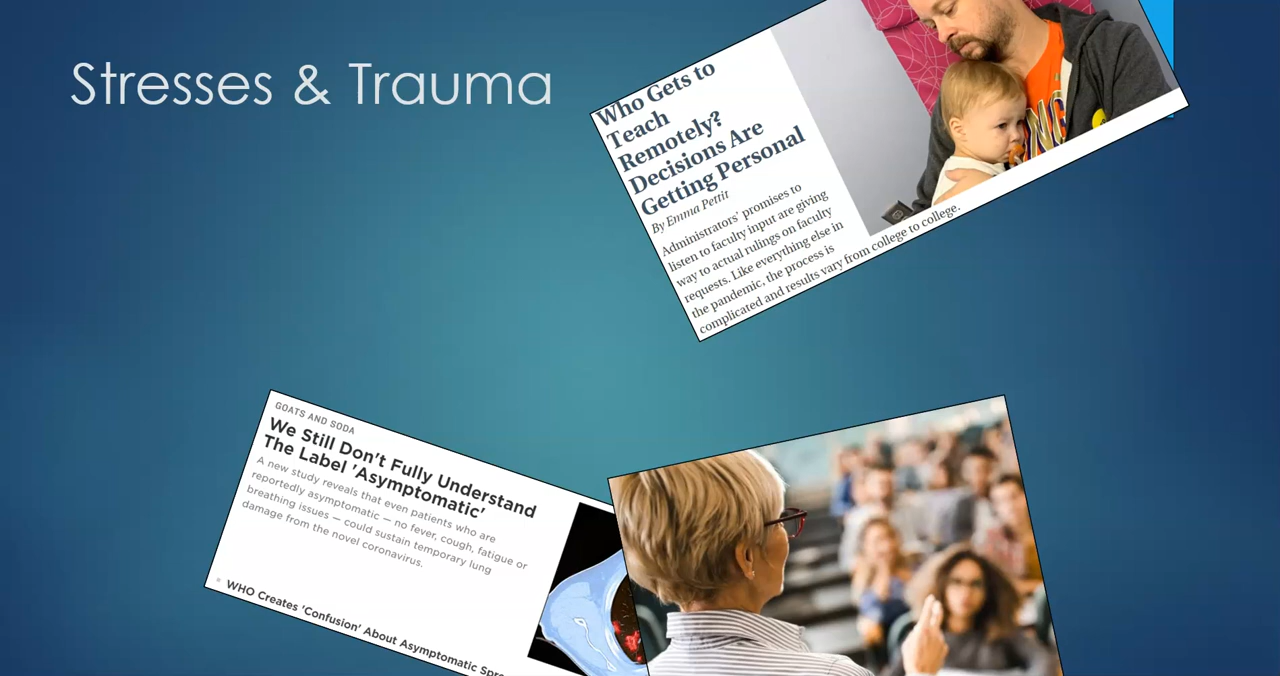 Stresses & Trauma
Who Gets to
Teach
Remotely?
Decisions Are
Getting Personal
By Emma Pettit
Administrators' promises to
listen to faculty input are giving
way to actual rulings on faculty
requests. Like everything else in
the pandemic, the process is
complicated and results vary from college to college.
GOATS AND SODA
We Still Don't Fully Understand
The Label 'Asymptomatic'
A new study reveals that even patients who are
reportedly asymptomatic — no fever, cough, fatigue or
breathing issues — could sustain temporary lung
damage from the novel coronavirus.
WHO Creates 'Confusion' About Asymptomatic